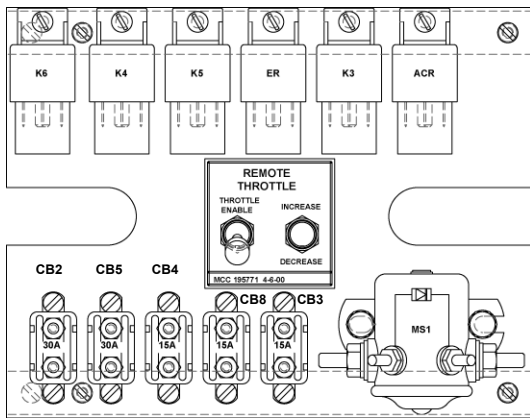 K6 K4 K5 ER K3 ACR
REMOTE
THROTTLE
THROTTLE
ENABLE
INCREASE
DECREASE
MCC 195771 4-6-00
CB2 CB5 CB4
CB8 CB3
30A 30A 15A 15A 15A
MS1